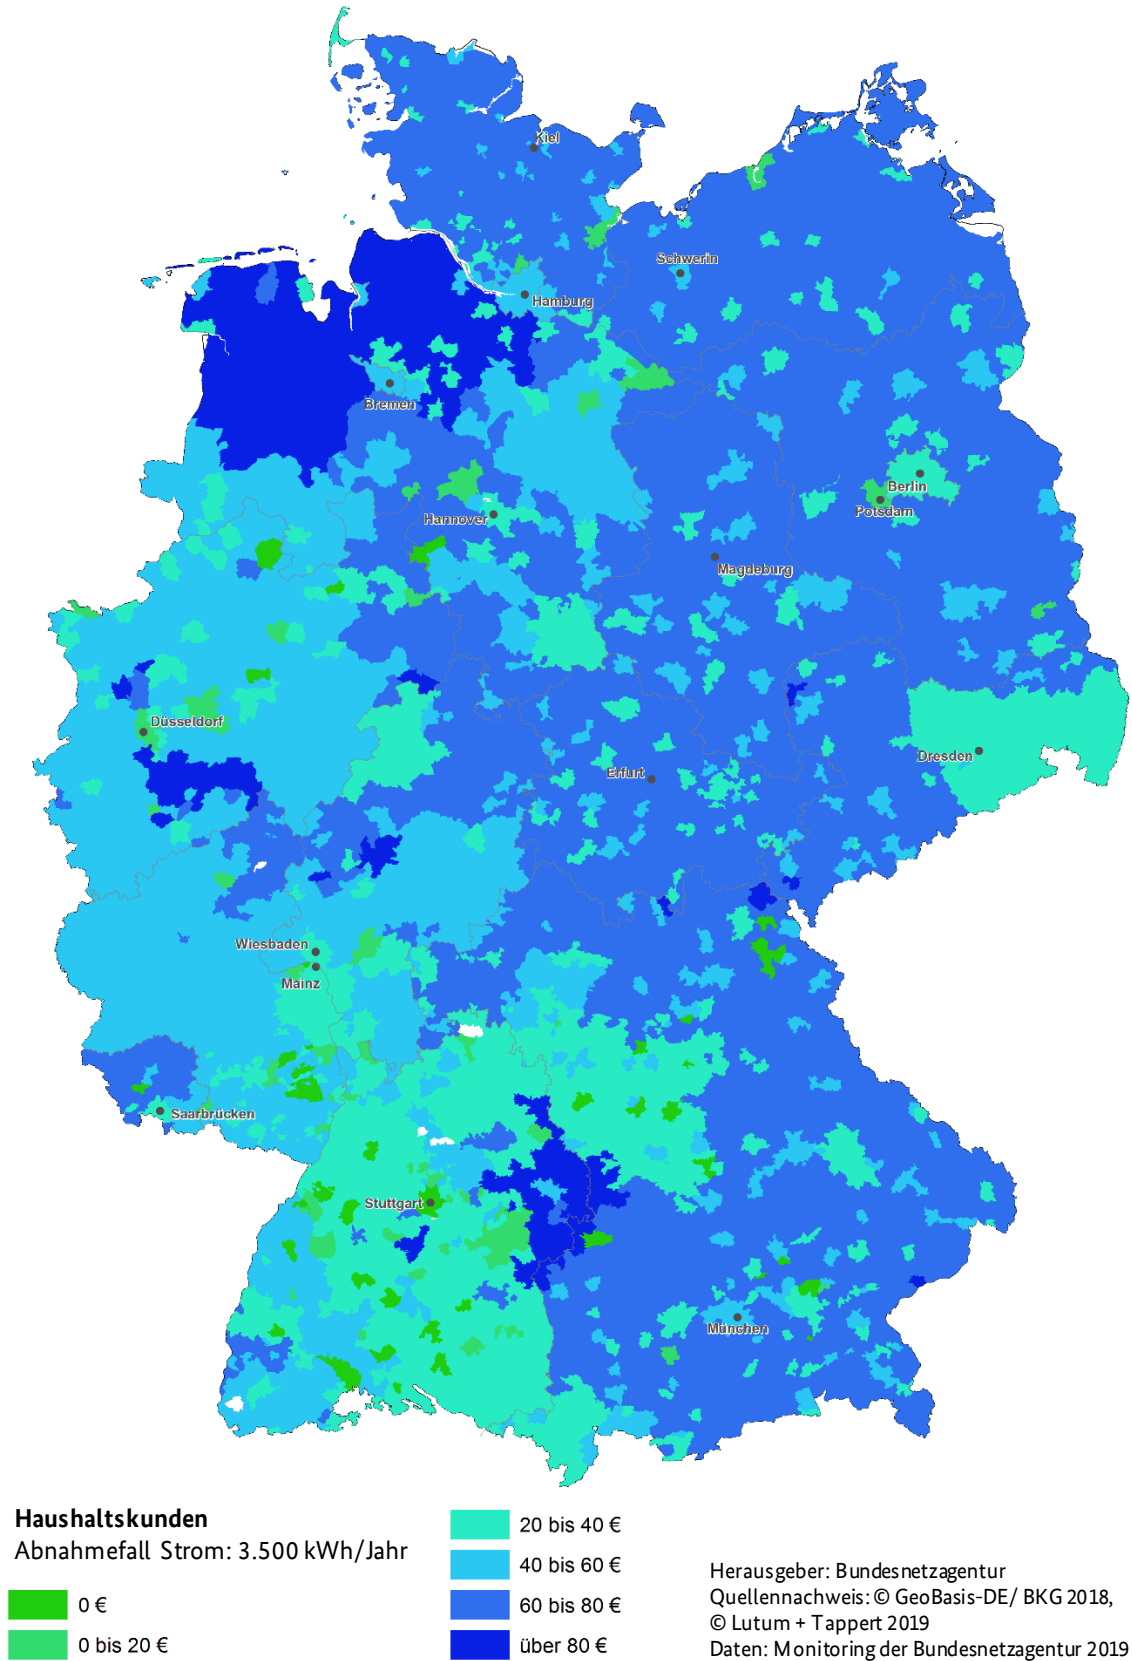 Kiel
Schwerin
Hamburg
Bremen
Berlin
Potsdam
Hannover
Magdeburg
Düsseldorf
Dresden
Erfurt
Wiesbaden
Mainz
Saarbrücken
Stuttgart
München
Haushaltskunden
Abnahmefall Strom: 3.500 kWh/Jahr
0 €
0 bis 20 €
20 bis 40 €
40 bis 60 €
60 bis 80 €
über 80 €
Herausgeber: Bundesnetzagentur
Quellennachweis: © GeoBasis-DE/ BKG 2018,
© Lutum + Tappert 2019
Daten: Monitoring der Bundesnetzagentur 2019